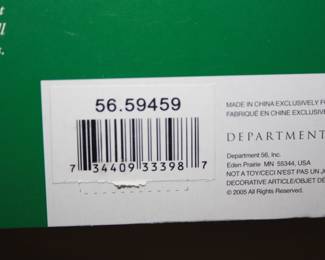 t
ll
s.
56.59459
7 34409 33398 7
MADE IN CHINA EXCLUSIVELY F
FABRIQUÉ EN CHINE EXCLUSIVE
DEPARTMENT
Department 56, Inc.
Eden Prairie MN 55344, USA
NOT A TOY/CECI N'EST PAS UN J
DECORATIVE ARTICLE/OBJET DE
© 2005 All Rights Reserved.